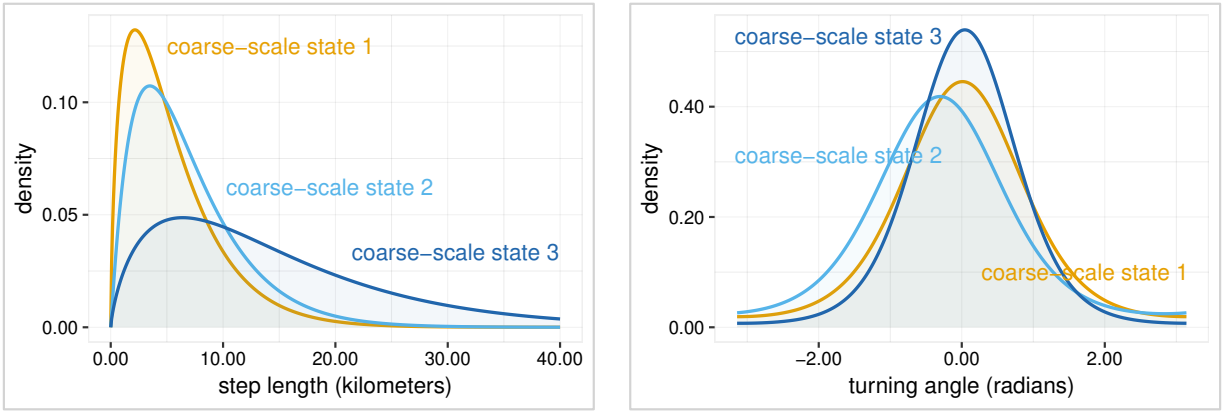 coarse−scale state 1
coarse−scale state 2
coarse−scale state 3
density
0.10
0.05
0.00
0.00 10.00 20.00 30.00 40.00
step length (kilometers)
coarse−scale state 3
coarse−scale state 2
coarse−scale state 1
density
0.40
0.20
0.00
−2.00 0.00 2.00
turning angle (radians)